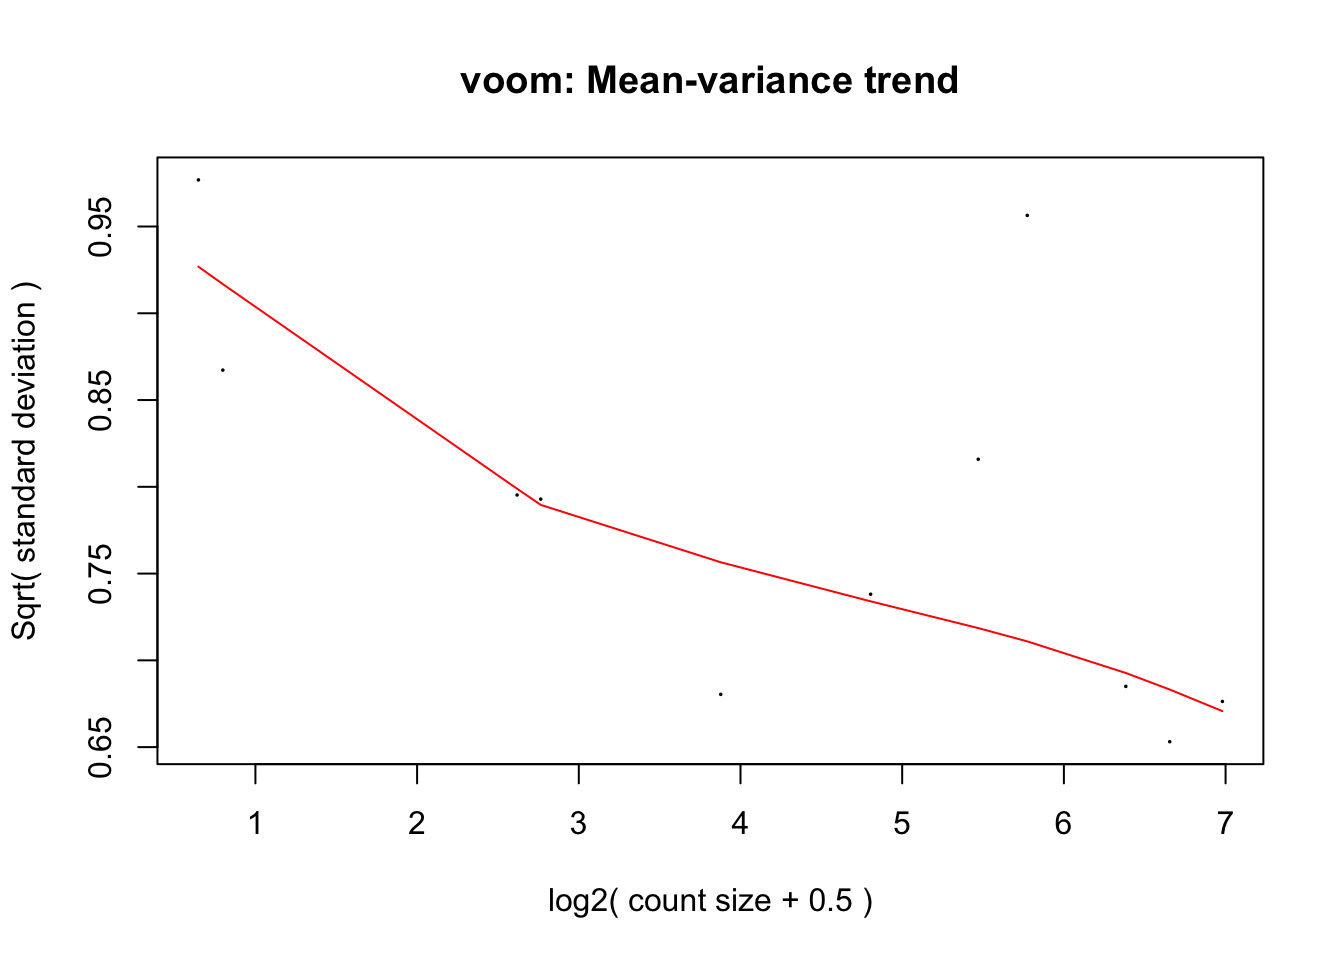 voom: Mean-variance trend
Sqrt( standard deviation )
0.95
0.85
0.75
0.65
1 2 3 4 5 6 7
log2( count size + 0.5 )